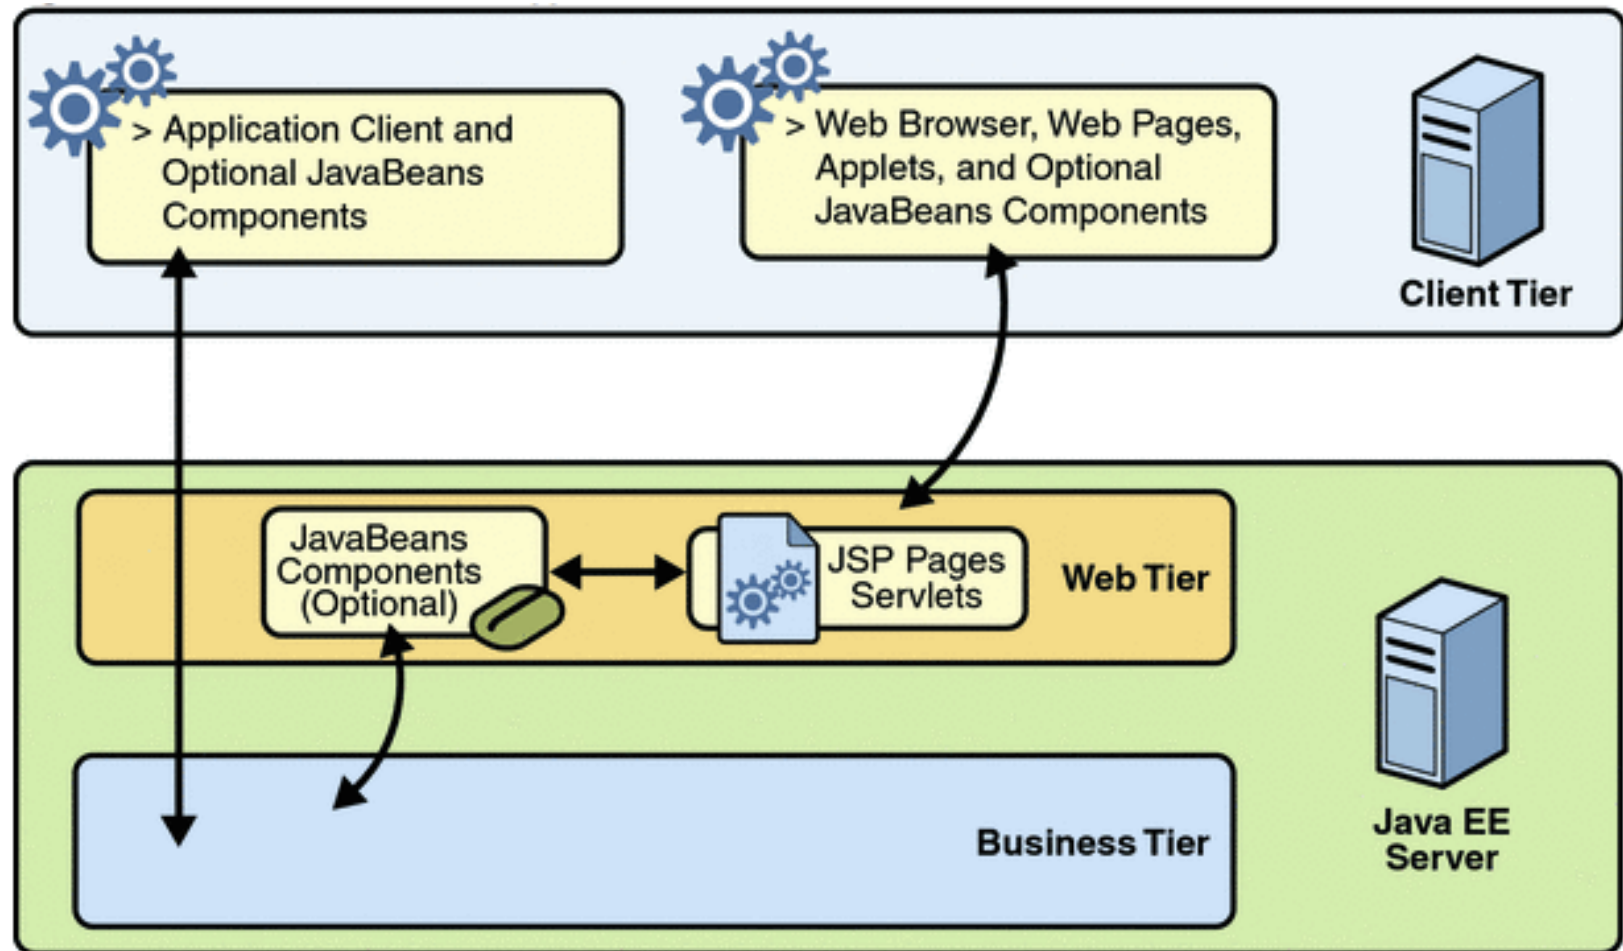 > Application Client and
Optional JavaBeans
Components
> Web Browser, Web Pages,
Applets, and Optional
JavaBeans Components
Client Tier
JavaBeans
Components
(Optional)
JSP Pages
Servlets
Web Tier
Business Tier
Java EE
Server